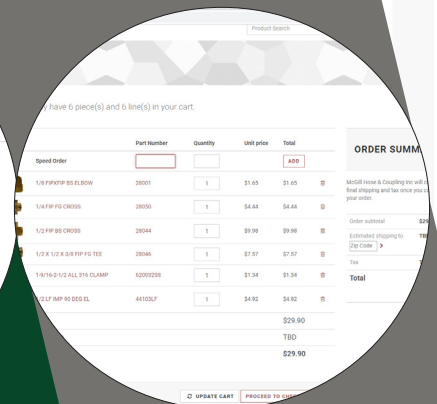 Product Search
y have 6 piece(s) and 6 line(s) in your cart.
Part Number Quantity Unit price Total
Speed Order ADD
1/8 FIPXFIP BS ELBOW 28001 1 $1.65 $1.65
1/4 FIP FG CROSS 28050 1 $4.44 $4.44
1/2 FIP BS CROSS 28044 1 $9.98 $9.98
1/2 X 1/2 X 3/8 FIP FG TEE 28046 1 $7.57 $7.57
1-9/16-2-1/2 ALL 316 CLAMP 620032SS 1 $1.34 $1.34
1/2 LF IMP 90 DEG EL 44103LF 1 $4.92 $4.92
$29.90
TBD
$29.90
UPDATE CART PROCEED TO CHE
ORDER SUMM
McGill Hose & Coupling Inc will c
final shipping and tax once you c
your order.
Order subtotal $29
Estimated shipping to TB
Zip Code
Tax
Total